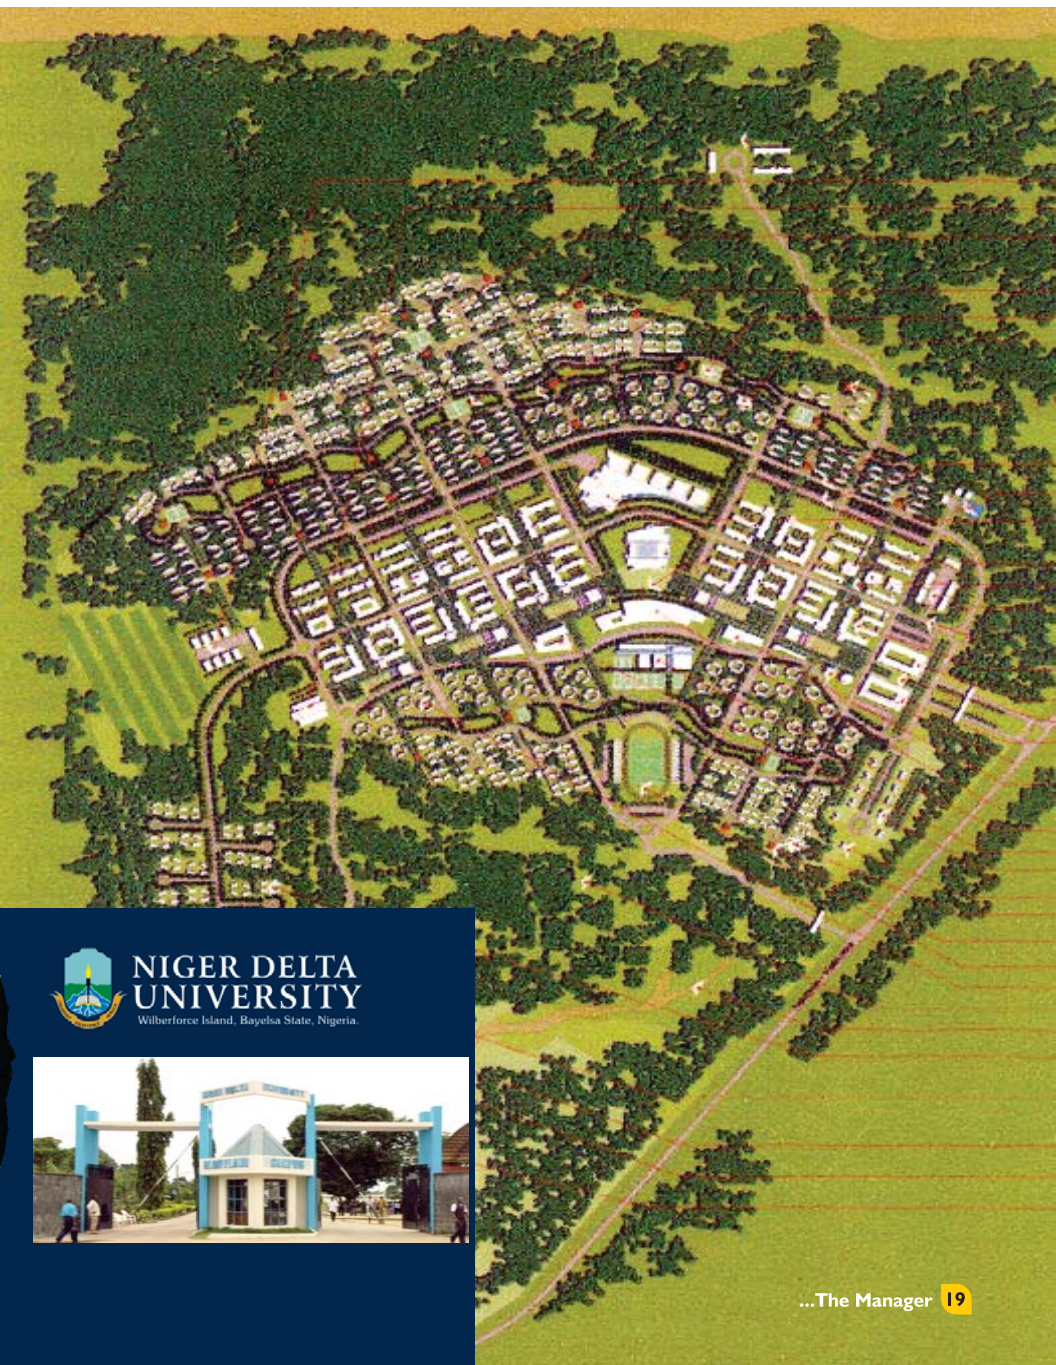 NIGER DELTA
UNIVERSITY
Wilberforce Island, Bayelsa State, Nigeria.
...The Manager 19